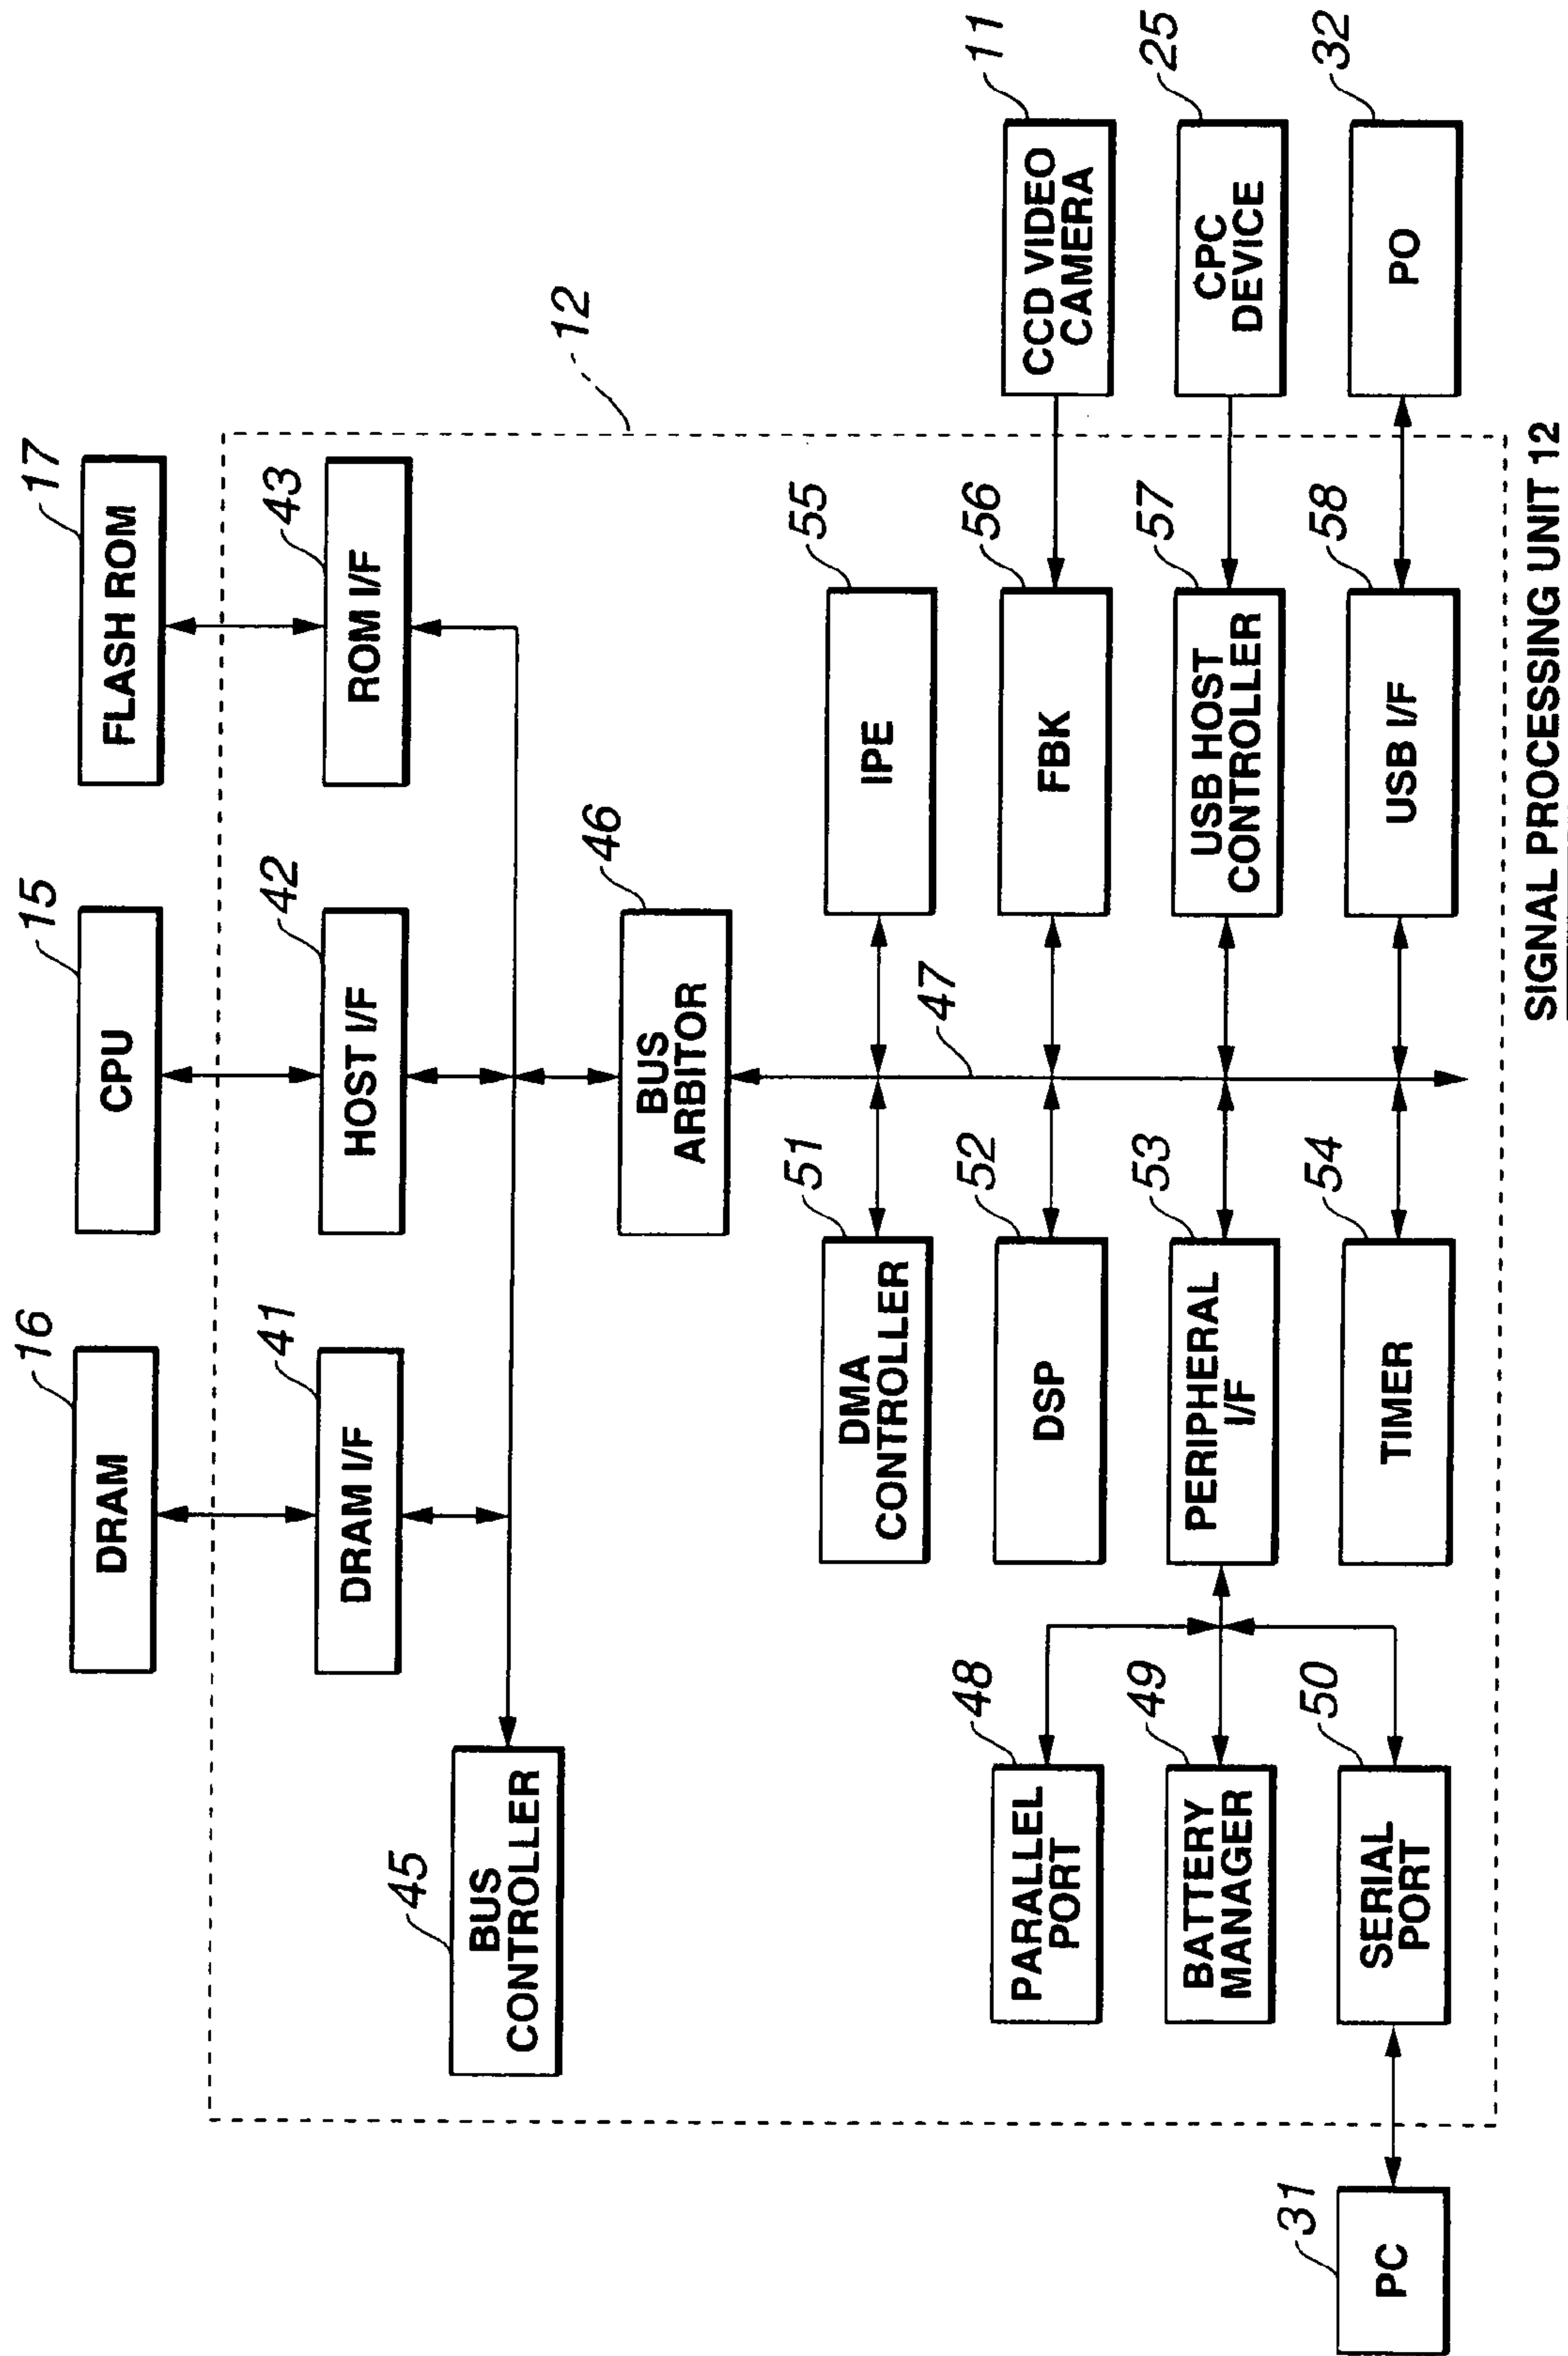 16
DRAM
15
CPU
17
FLASH ROM
41
DRAM I/F
42
HOST I/F
43
ROM I/F
12
45
BUS
CONTROLLER
46
BUS
ARBITOR
47
51
DMA
CONTROLLER
55
IPE
48
PARALLEL
PORT
52
DSP
56
FBK
11
CCD VIDEO
CAMERA
49
BATTERY
MANAGER
53
PERIPHERAL
I/F
57
USB HOST
CONTROLLER
25
CPC
DEVICE
31
PC
50
SERIAL
PORT
54
TIMER
58
USB I/F
32
PO
SIGNAL PROCESSING UNIT 12